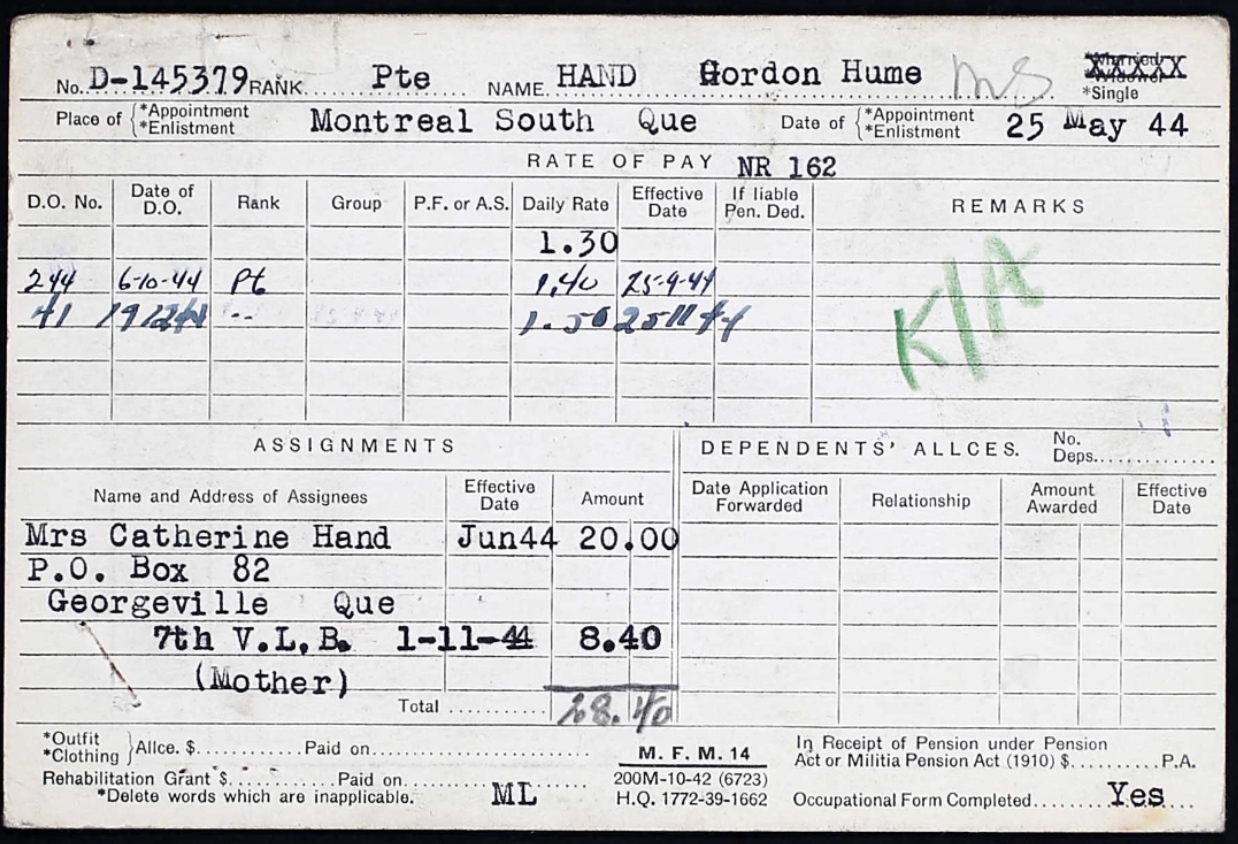 No. D-145379 RANK Pte NAME HAND Gordon Hume ms *Married XXXXX *Widower *Single
Place of { *Appointment *Enlistment Montreal South Que Date of { *Appointment *Enlistment 25 May 44
RATE OF PAY NR 162
D.O. No. Date of D.O. Rank Group P.F. or A.S. Daily Rate Effective Date If liable Pen. Ded. REMARKS
1.30
244 6-10-44 Pt 1.40 25-9-44
41 19 12 44 -- 1.50 25 11 44
K/A
ASSIGNMENTS DEPENDENTS' ALLCES. No. Deps.
Name and Address of Assignees Effective Date Amount Date Application Forwarded Relationship Amount Awarded Effective Date
Mrs Catherine Hand Jun44 20.00
P.O. Box 82
Georgeville Que
7th V.L.B. 1-11-44 8.40
(Mother)
Total 28.40
*Outfit *Clothing } Allce. $ Paid on M. F. M. 14 In Receipt of Pension under Pension Act or Militia Pension Act (1910) $ P.A.
Rehabilitation Grant $ Paid on 200M-10-42 (6723)
*Delete words which are inapplicable. ML H.Q. 1772-39-1662 Occupational Form Completed Yes